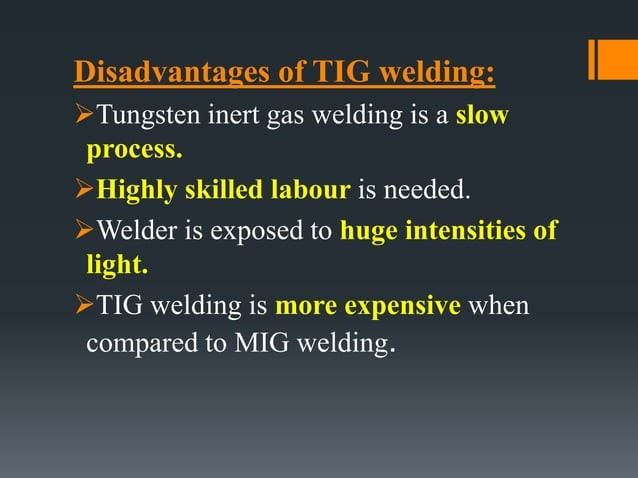 Disadvantages of TIG welding:
➢Tungsten inert gas welding is a slow
process.
➢Highly skilled labour is needed.
➢Welder is exposed to huge intensities of
light.
➢TIG welding is more expensive when
compared to MIG welding.